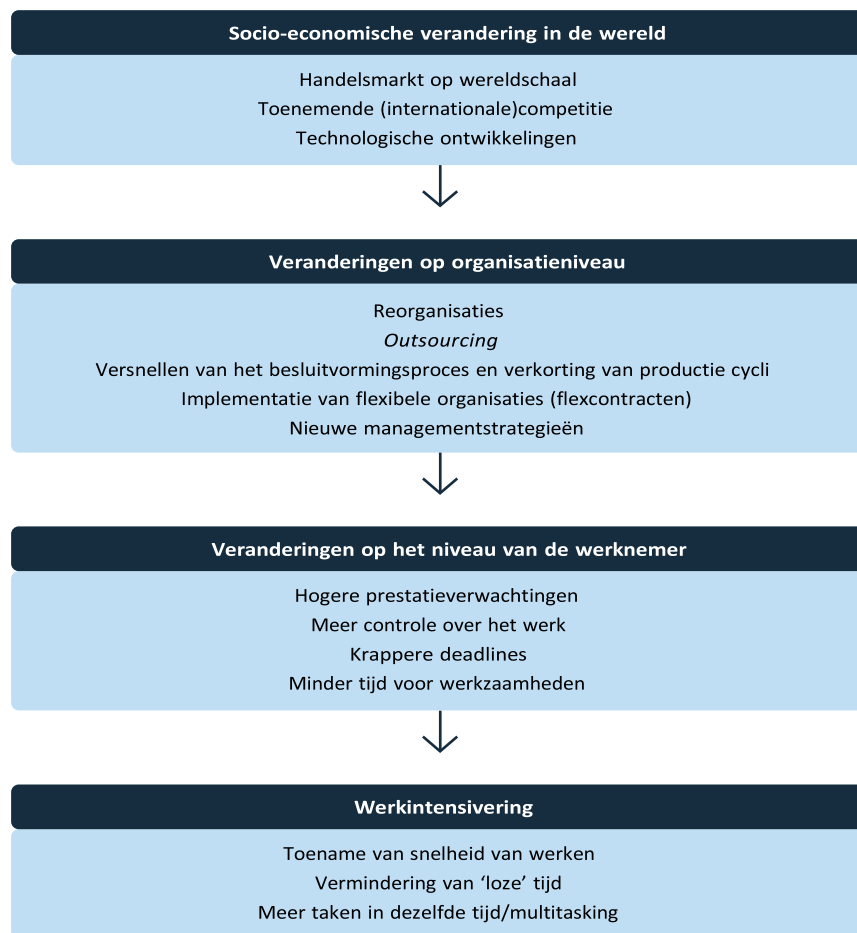 Socio-economische verandering in de wereld
Handelsmarkt op wereldschaal
Toenemende (internationale)competitie
Technologische ontwikkelingen
Veranderingen op organisatieniveau
Reorganisaties
Outsourcing
Versnellen van het besluitvormingsproces en verkorting van productie cycli
Implementatie van flexibele organisaties (flexcontracten)
Nieuwe managementstrategieën
Veranderingen op het niveau van de werknemer
Hogere prestatieverwachtingen
Meer controle over het werk
Krappere deadlines
Minder tijd voor werkzaamheden
Werkintensivering
Toename van snelheid van werken
Vermindering van ‘loze’ tijd
Meer taken in dezelfde tijd/multitasking